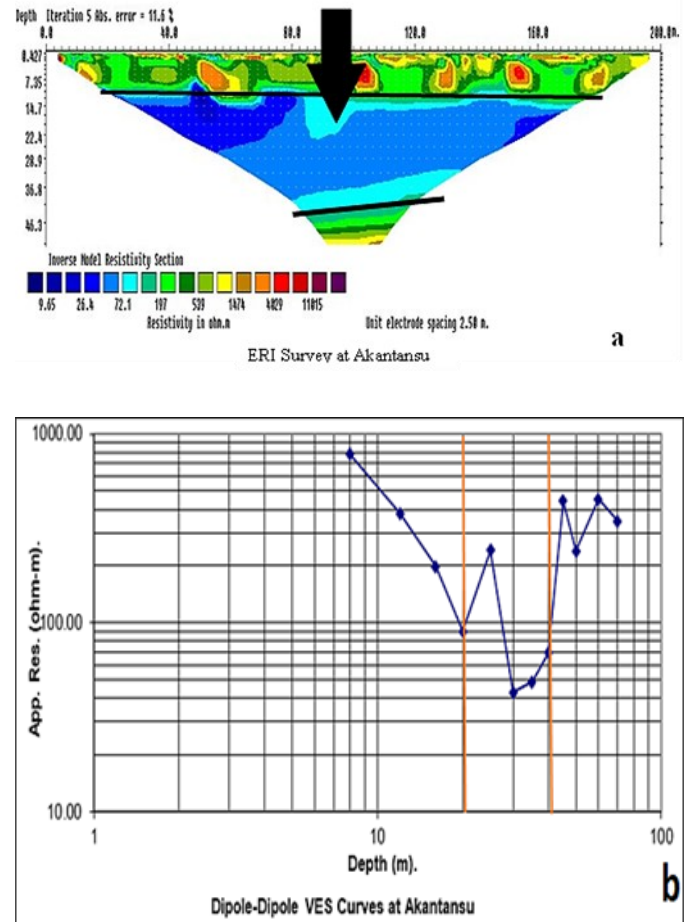 Depth Iteration 5 Abs. error = 11.6 %
0.0 40.0 80.0 160.0 200.0 m.
0.427
7.35
14.7
22.4
28.9
36.8
46.3
Inverse Model Resistivity Section
9.65 26.4 72.1 197 539 1474 4029 11015
Resistivity in ohm.m
Unit electrode spacing 2.50 m.
a
ERI Survey at Akantansu
1000.00
100.00
10.00
App. Res. (ohm-m).
1 10 100
Depth (m).
b
Dipole-Dipole VES Curves at Akantansu